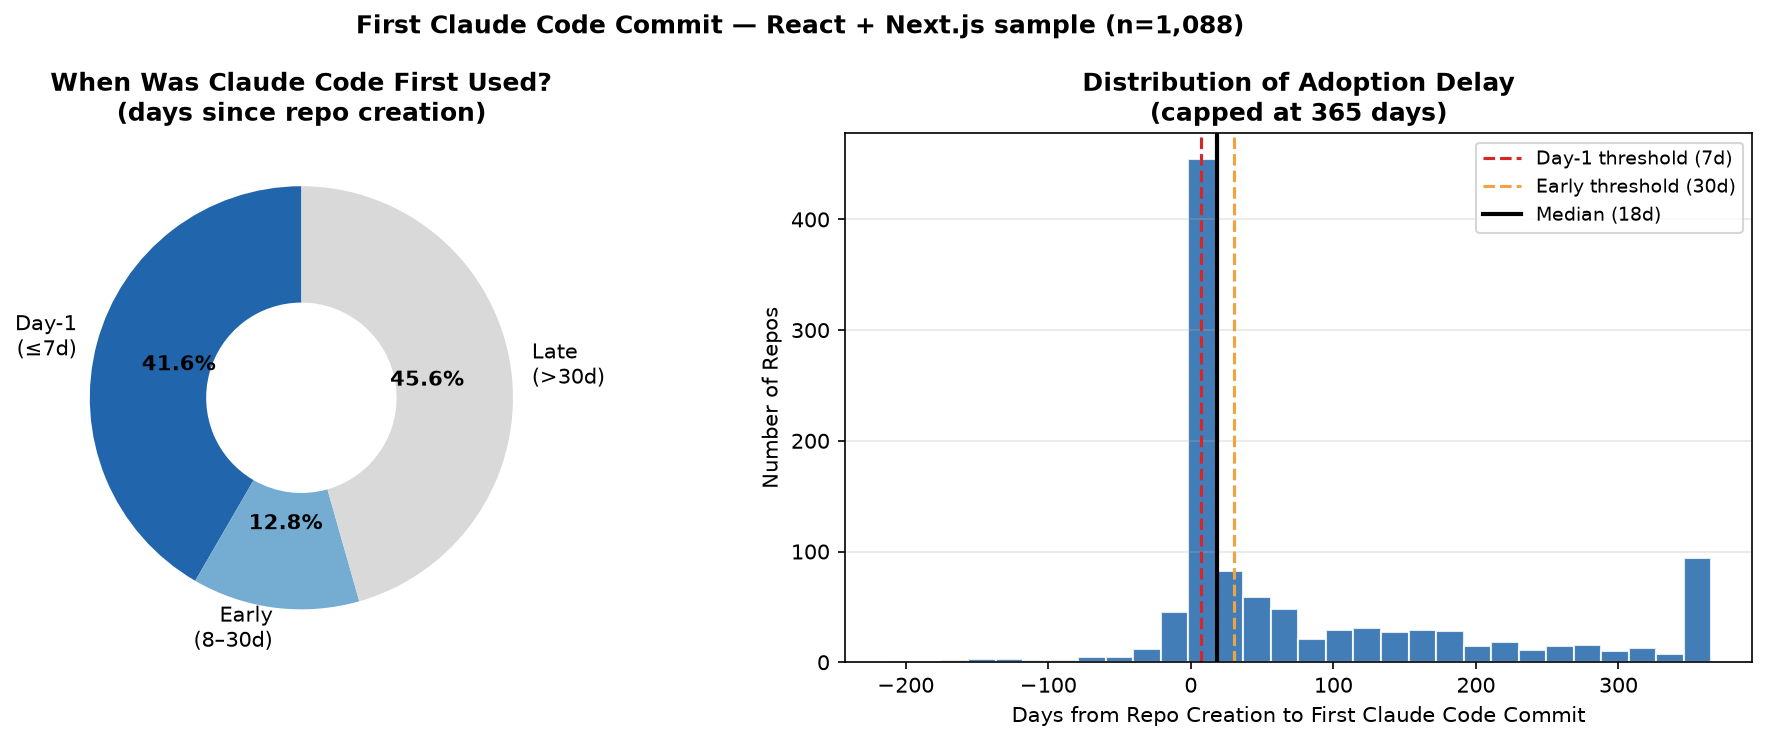 First Claude Code Commit — React + Next.js sample (n=1,088)
When Was Claude Code First Used?
(days since repo creation)
Day-1
(≤7d)
41.6%
Late
(>30d)
45.6%
12.8%
Early
(8–30d)
Distribution of Adoption Delay
(capped at 365 days)
Day-1 threshold (7d)
Early threshold (30d)
Median (18d)
Number of Repos
400
300
200
100
0
−200
−100
0
100
200
300
Days from Repo Creation to First Claude Code Commit